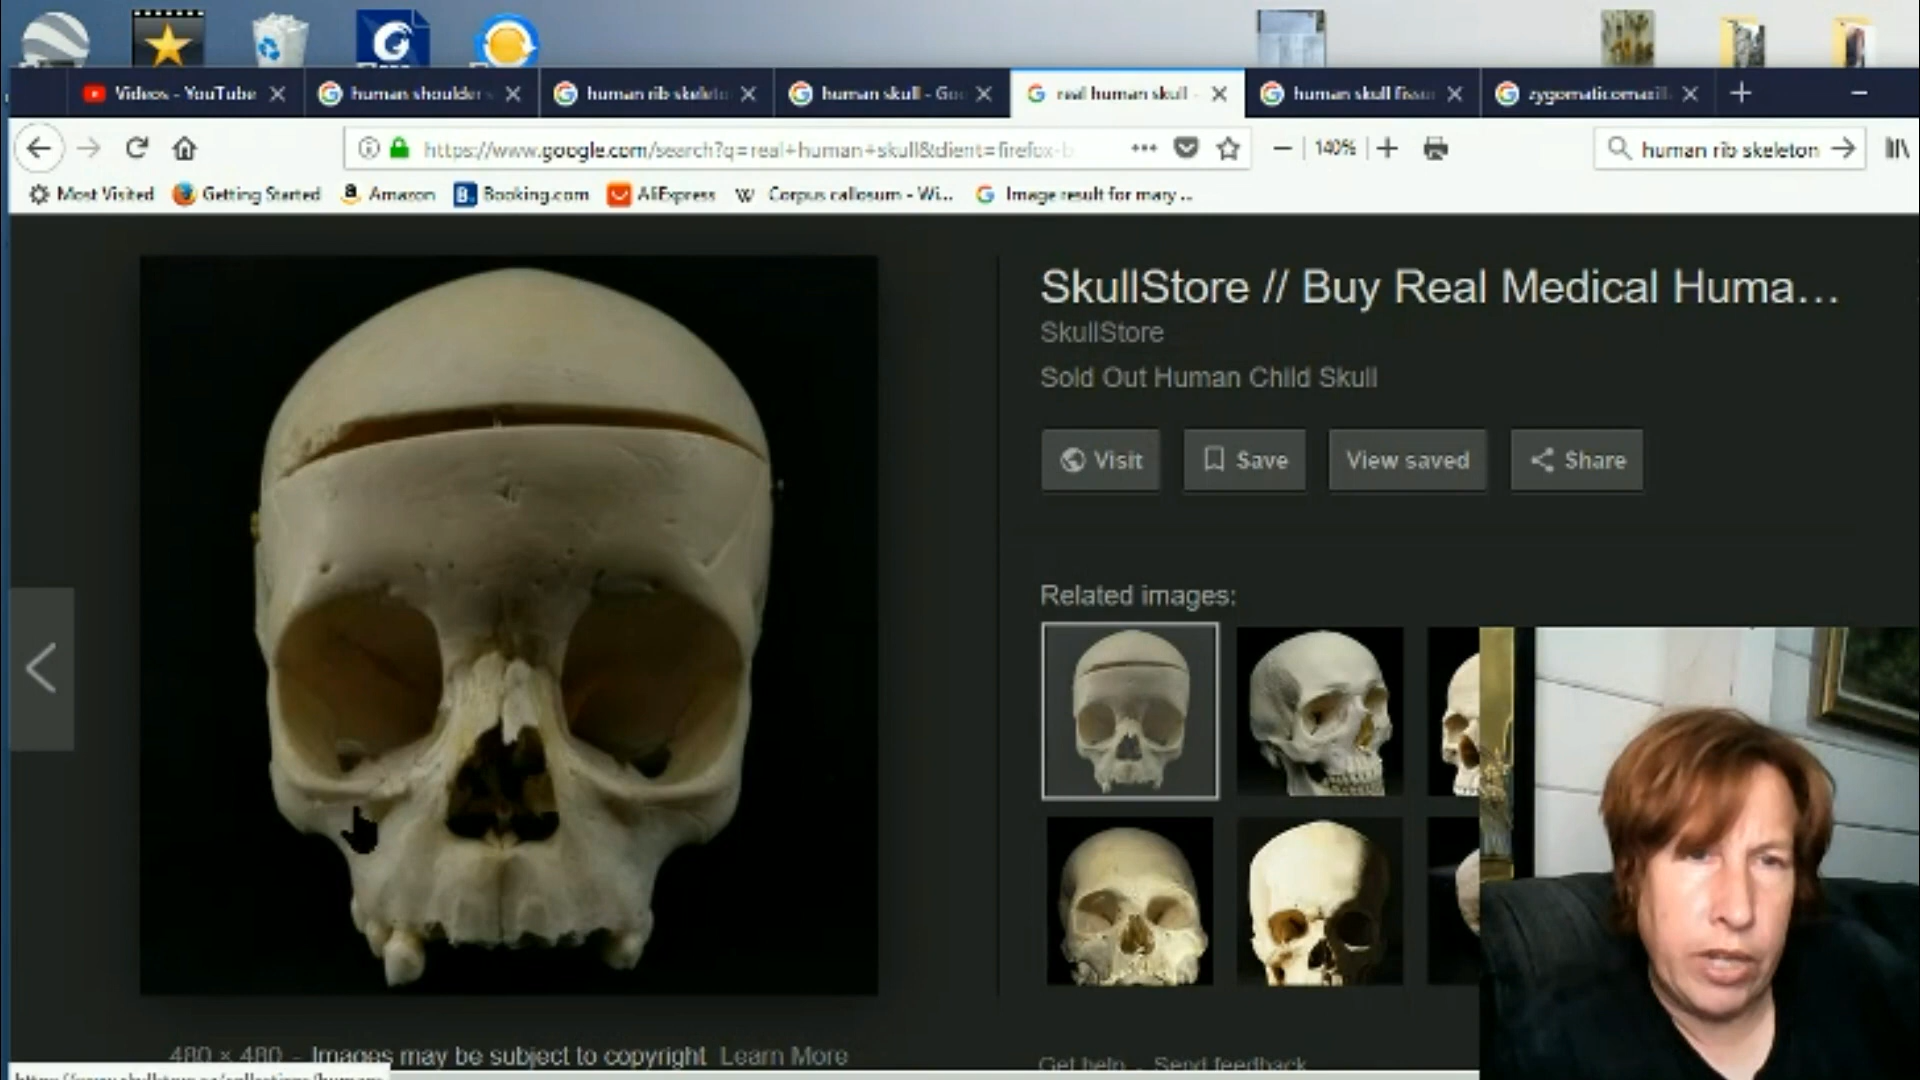 Videos - YouTube
human shoulder
human rib skelet
human skull - Go
real human skull -
human skull fissu
zygomaticomaxil
https://www.google.com/search?q=real+human+skull&client=firefox-b
140%
human rib skeleton
Most Visited
Getting Started
Amazon
Booking.com
AliExpress
Corpus callosum - Wi...
Image result for mary ...
SkullStore // Buy Real Medical Huma...
SkullStore
Sold Out Human Child Skull
Visit
Save
View saved
Share
Related images:
480 × 480 - Images may be subject to copyright Learn More
Get help - Send feedback